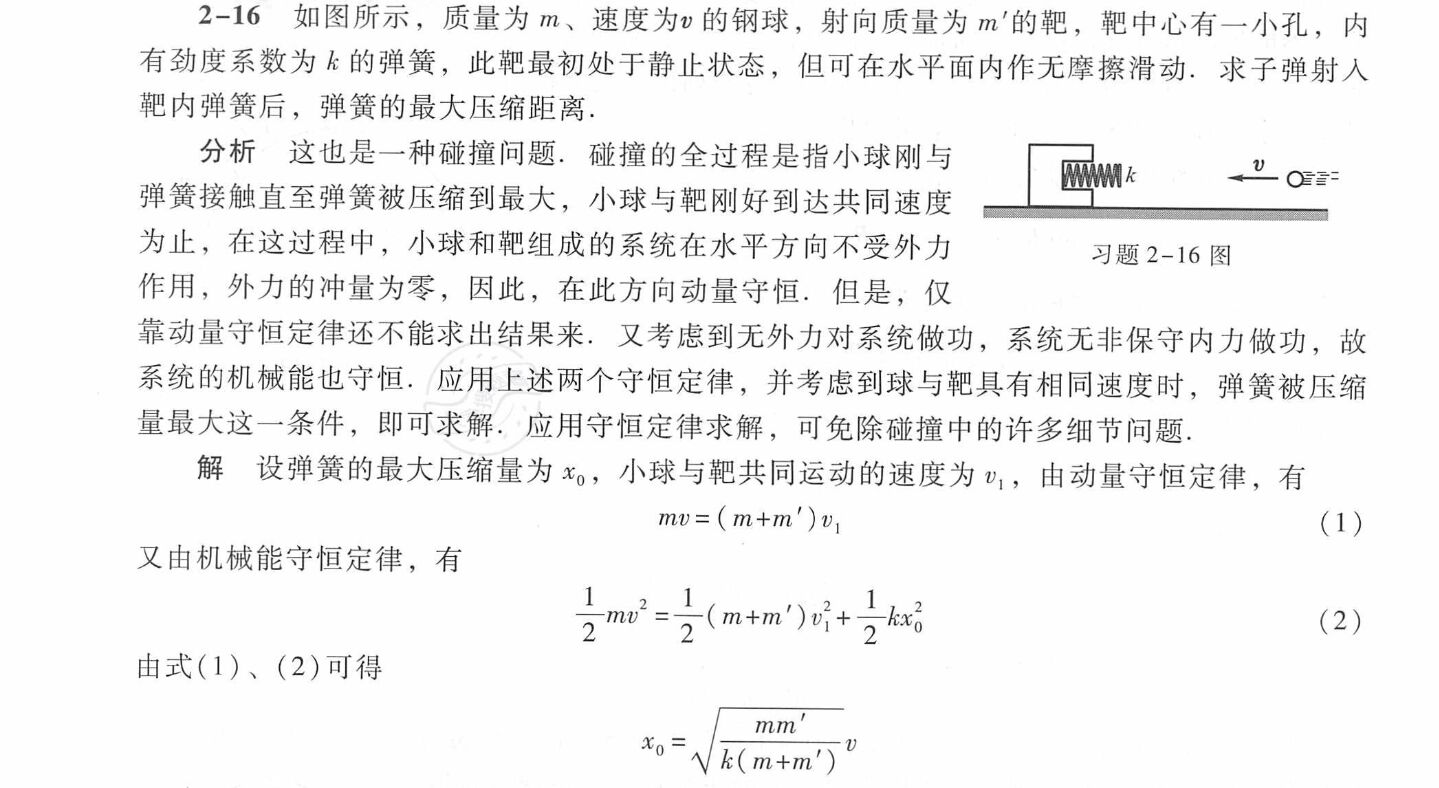 2-16 如图所示，质量为 m、速度为v 的钢球，射向质量为 m′的靶，靶中心有一小孔，内
有劲度系数为 k 的弹簧，此靶最初处于静止状态，但可在水平面内作无摩擦滑动．求子弹射入
靶内弹簧后，弹簧的最大压缩距离．
分析 这也是一种碰撞问题．碰撞的全过程是指小球刚与
弹簧接触直至弹簧被压缩到最大，小球与靶刚好到达共同速度
为止，在这过程中，小球和靶组成的系统在水平方向不受外力
作用，外力的冲量为零，因此，在此方向动量守恒．但是，仅
k
v
习题 2-16 图
靠动量守恒定律还不能求出结果来．又考虑到无外力对系统做功，系统无非保守内力做功，故
系统的机械能也守恒．应用上述两个守恒定律，并考虑到球与靶具有相同速度时，弹簧被压缩
量最大这一条件，即可求解．应用守恒定律求解，可免除碰撞中的许多细节问题．
解 设弹簧的最大压缩量为 x₀，小球与靶共同运动的速度为 v₁，由动量守恒定律，有
mv=(m+m′)v₁ (1)
又由机械能守恒定律，有
1/2 mv²=1/2 (m+m′)v₁²+1/2 kx₀² (2)
由式(1)、(2)可得
x₀=√(mm′/k(m+m′)) v